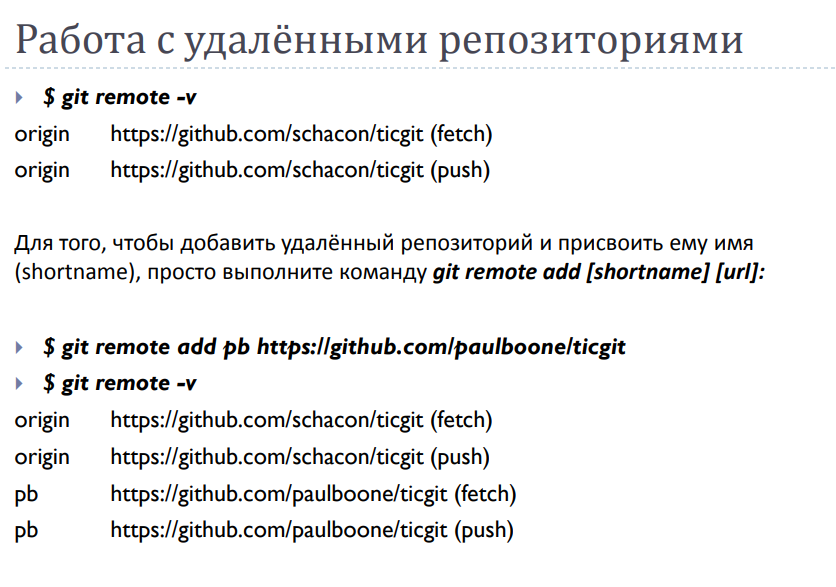 Работа с удалёнными репозиториями
$ git remote -v
origin https://github.com/schacon/ticgit (fetch)
origin https://github.com/schacon/ticgit (push)
Для того, чтобы добавить удалённый репозиторий и присвоить ему имя
(shortname), просто выполните команду git remote add [shortname] [url]:
$ git remote add pb https://github.com/paulboone/ticgit
$ git remote -v
origin https://github.com/schacon/ticgit (fetch)
origin https://github.com/schacon/ticgit (push)
pb https://github.com/paulboone/ticgit (fetch)
pb https://github.com/paulboone/ticgit (push)